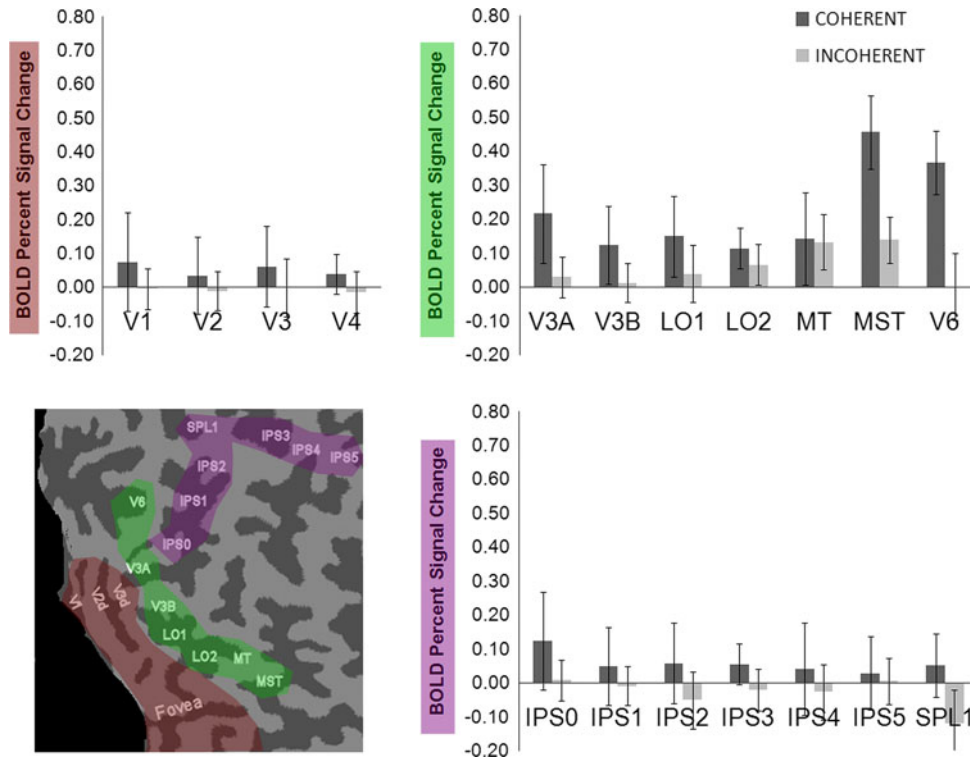 BOLD Percent Signal Change
0.80
0.70
0.60
0.50
0.40
0.30
0.20
0.10
0.00
-0.10
-0.20
V1 V2 V3 V4
BOLD Percent Signal Change
0.80
0.70
0.60
0.50
0.40
0.30
0.20
0.10
0.00
-0.10
-0.20
COHERENT
INCOHERENT
V3A V3B LO1 LO2 MT MST V6
SPL1
IPS3
IPS4
IPS5
IPS2
IPS1
IPS0
V6
V3A
V1 V2d V3d
V3B
LO1
LO2
MT
MST
Fovea
BOLD Percent Signal Change
0.80
0.70
0.60
0.50
0.40
0.30
0.20
0.10
0.00
-0.10
-0.20
IPS0 IPS1 IPS2 IPS3 IPS4 IPS5 SPL1